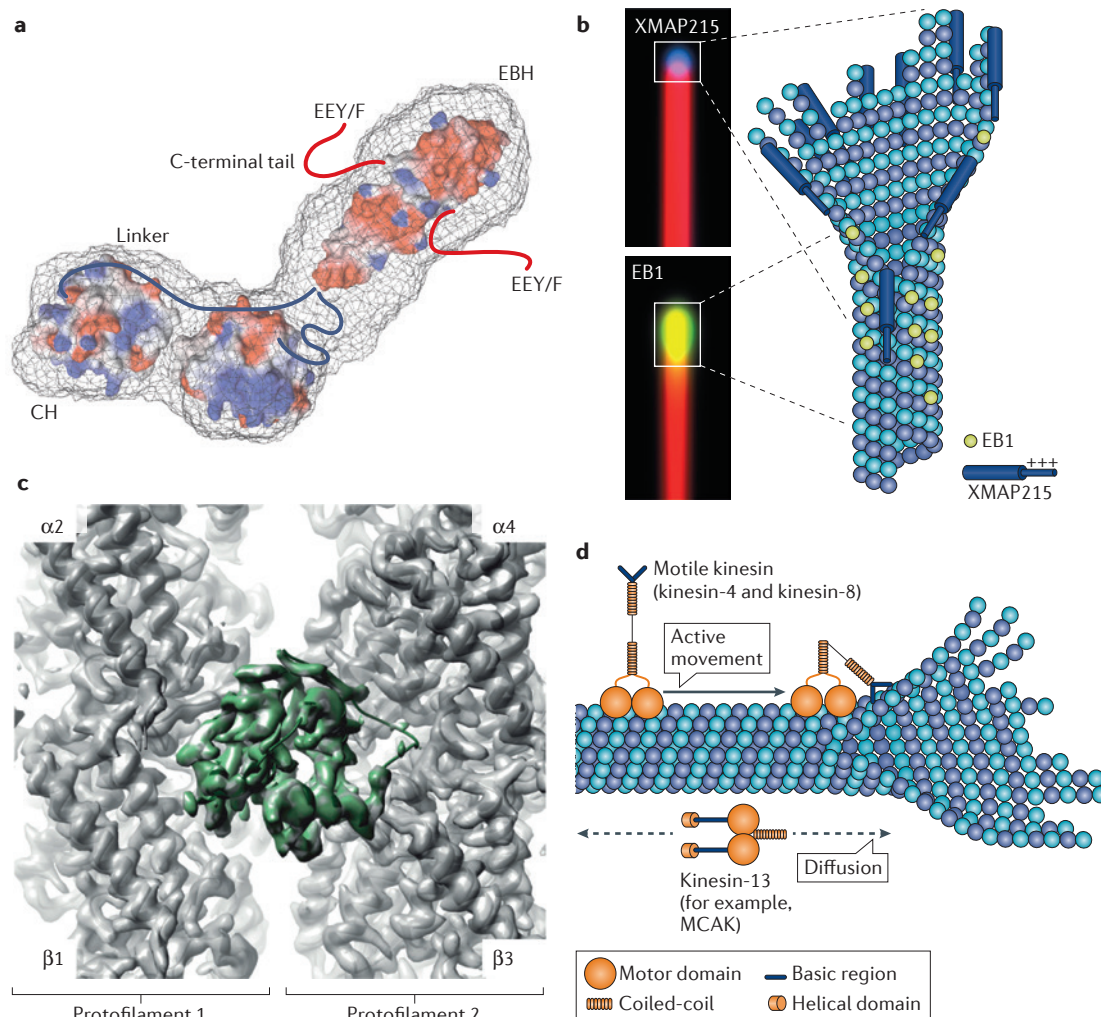 a
EBH
EEY/F
C-terminal tail
Linker
EEY/F
CH
b
XMAP215
EB1
EB1
+++
XMAP215
c
α2
α4
β1
β3
Protofilament 1
Protofilament 2
d
Motile kinesin
(kinesin-4 and kinesin-8)
Active
movement
Diffusion
Kinesin-13
(for example,
MCAK)
Motor domain
Basic region
Coiled-coil
Helical domain